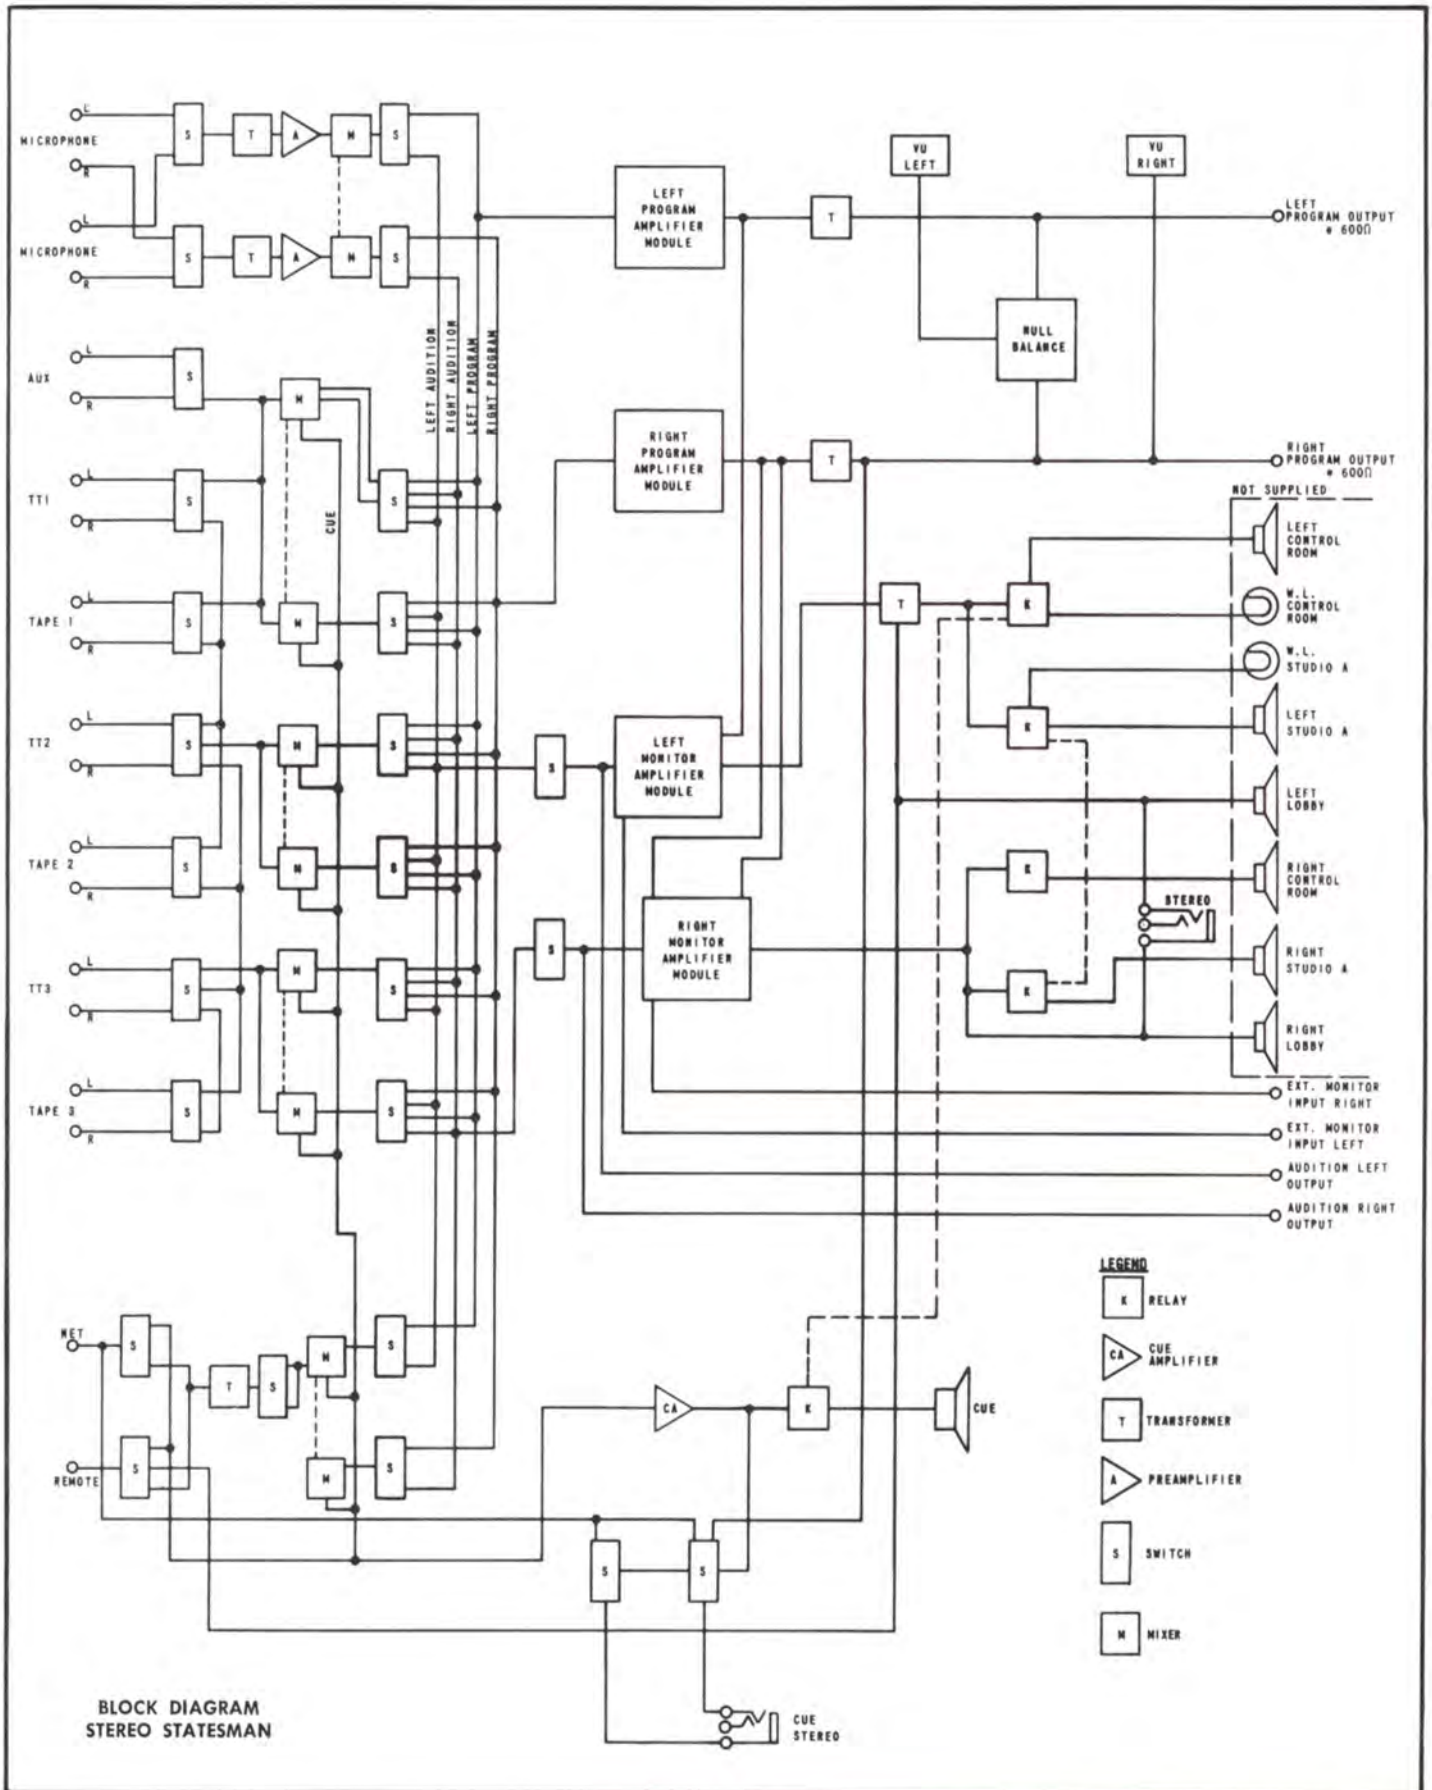 L
MICROPHONE
R
L
MICROPHONE
R
S
T
A
M
S
S
T
A
M
S
AUX
L
R
S
M
TT1
L
R
S
S
TAPE 1
L
R
S
M
S
TT2
L
R
S
M
S
TAPE 2
L
R
S
M
S
TT3
L
R
S
M
S
TAPE 3
L
R
S
M
S
CUE
LEFT AUDITION
RIGHT AUDITION
LEFT PROGRAM
RIGHT PROGRAM
NET
S
T
S
M
S
REMOTE
S
M
S
LEFT
PROGRAM
AMPLIFIER
MODULE
T
VU
LEFT
VU
RIGHT
LEFT
PROGRAM OUTPUT
* 600Ω
NULL
BALANCE
RIGHT
PROGRAM
AMPLIFIER
MODULE
T
RIGHT
PROGRAM OUTPUT
* 600Ω
NOT SUPPLIED
LEFT
CONTROL
ROOM
T
K
W.L.
CONTROL
ROOM
W.L.
STUDIO A
K
LEFT
STUDIO A
S
LEFT
MONITOR
AMPLIFIER
MODULE
LEFT
LOBBY
K
RIGHT
CONTROL
ROOM
STEREO
S
RIGHT
MONITOR
AMPLIFIER
MODULE
K
RIGHT
STUDIO A
RIGHT
LOBBY
EXT. MONITOR
INPUT RIGHT
EXT. MONITOR
INPUT LEFT
AUDITION LEFT
OUTPUT
AUDITION RIGHT
OUTPUT
CA
K
CUE
S
S
CUE
STEREO
LEGEND
K RELAY
CA CUE
AMPLIFIER
T TRANSFORMER
A PREAMPLIFIER
S SWITCH
M MIXER
BLOCK DIAGRAM
STEREO STATESMAN